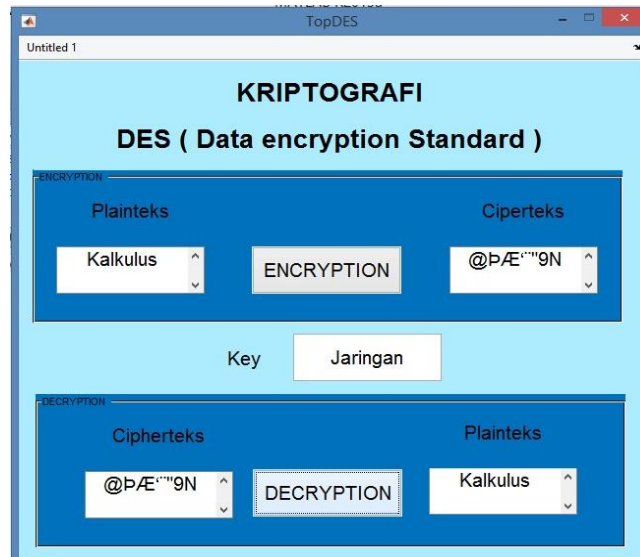 TopDES
Untitled 1
KRIPTOGRAFI
DES ( Data encryption Standard )
ENCRYPTION
Plainteks
Ciperteks
Kalkulus
ENCRYPTION
@ÞÆ‘¨"9N
Key
Jaringan
DECRYPTION
Cipherteks
Plainteks
@ÞÆ‘¨"9N
DECRYPTION
Kalkulus